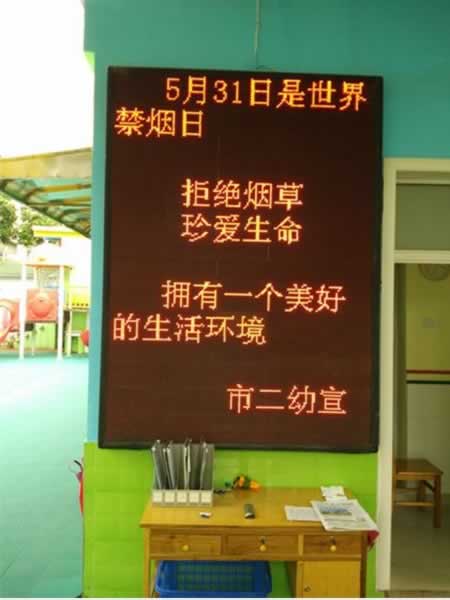 5月31日是世界
禁烟日
拒绝烟草
珍爱生命
拥有一个美好
的生活环境
市二幼宣